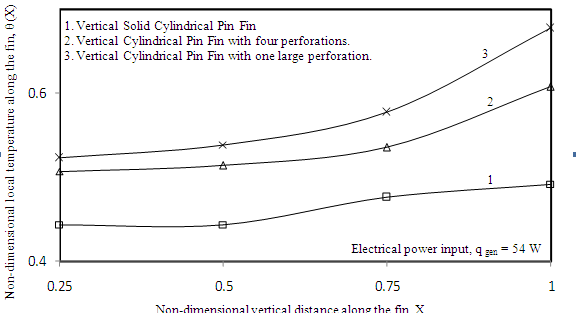 Non-dimensional local temperature along the fin, θ (X)
1. Vertical Solid Cylindrical Pin Fin
2. Vertical Cylindrical Pin Fin with four perforations.
3. Vertical Cylindrical Pin Fin with one large perforation.
3
0.6
2
1
Electrical power input, q gen = 54 W
0.4
0.25 0.5 0.75 1
Non-dimensional vertical distance along the fin, X